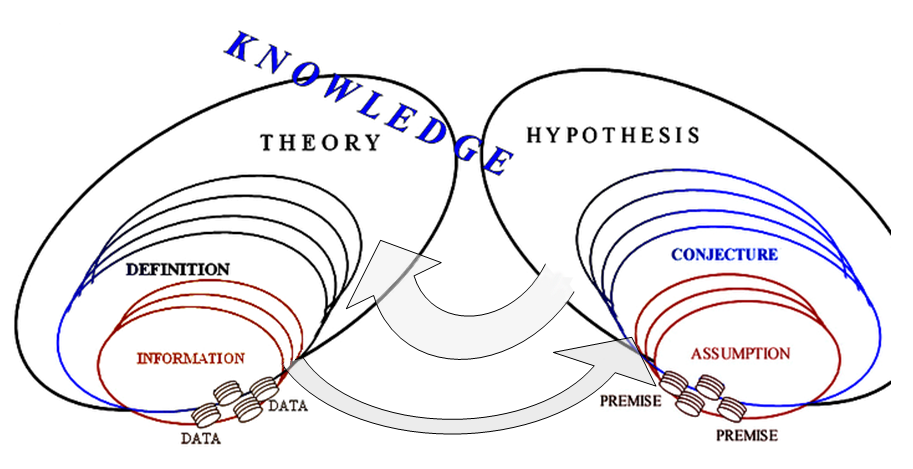 KNOWLEDGE
THEORY
HYPOTHESIS
DEFINITION
CONJECTURE
INFORMATION
ASSUMPTION
DATA
DATA
PREMISE
PREMISE